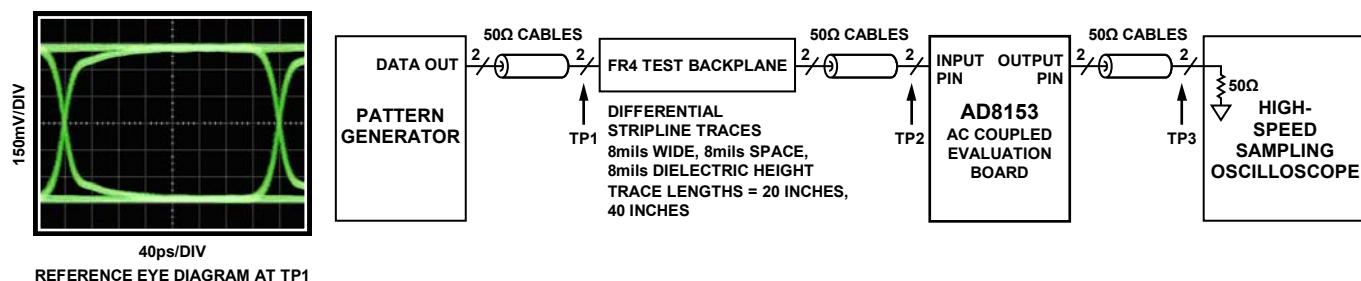 150mV/DIV
40ps/DIV
REFERENCE EYE DIAGRAM AT TP1
DATA OUT
PATTERN
GENERATOR
2
50Ω CABLES
2
TP1
FR4 TEST BACKPLANE
DIFFERENTIAL
STRIPLINE TRACES
8mils WIDE, 8mils SPACE,
8mils DIELECTRIC HEIGHT
TRACE LENGTHS = 20 INCHES,
40 INCHES
2
50Ω CABLES
2
TP2
INPUT OUTPUT
PIN PIN
AD8153
AC COUPLED
EVALUATION
BOARD
2
50Ω CABLES
2
TP3
50Ω
HIGH-
SPEED
SAMPLING
OSCILLOSCOPE